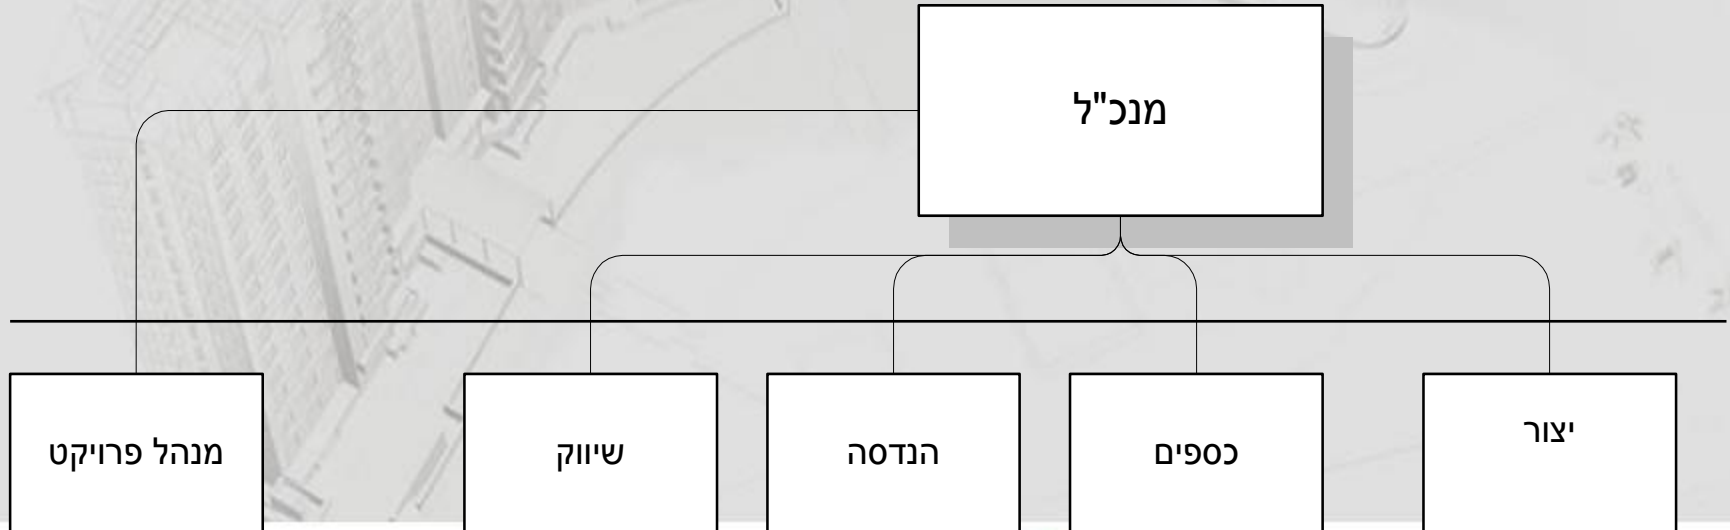 מנכ"ל
יצור
כספים
הנדסה
שיווק
מנהל פרויקט